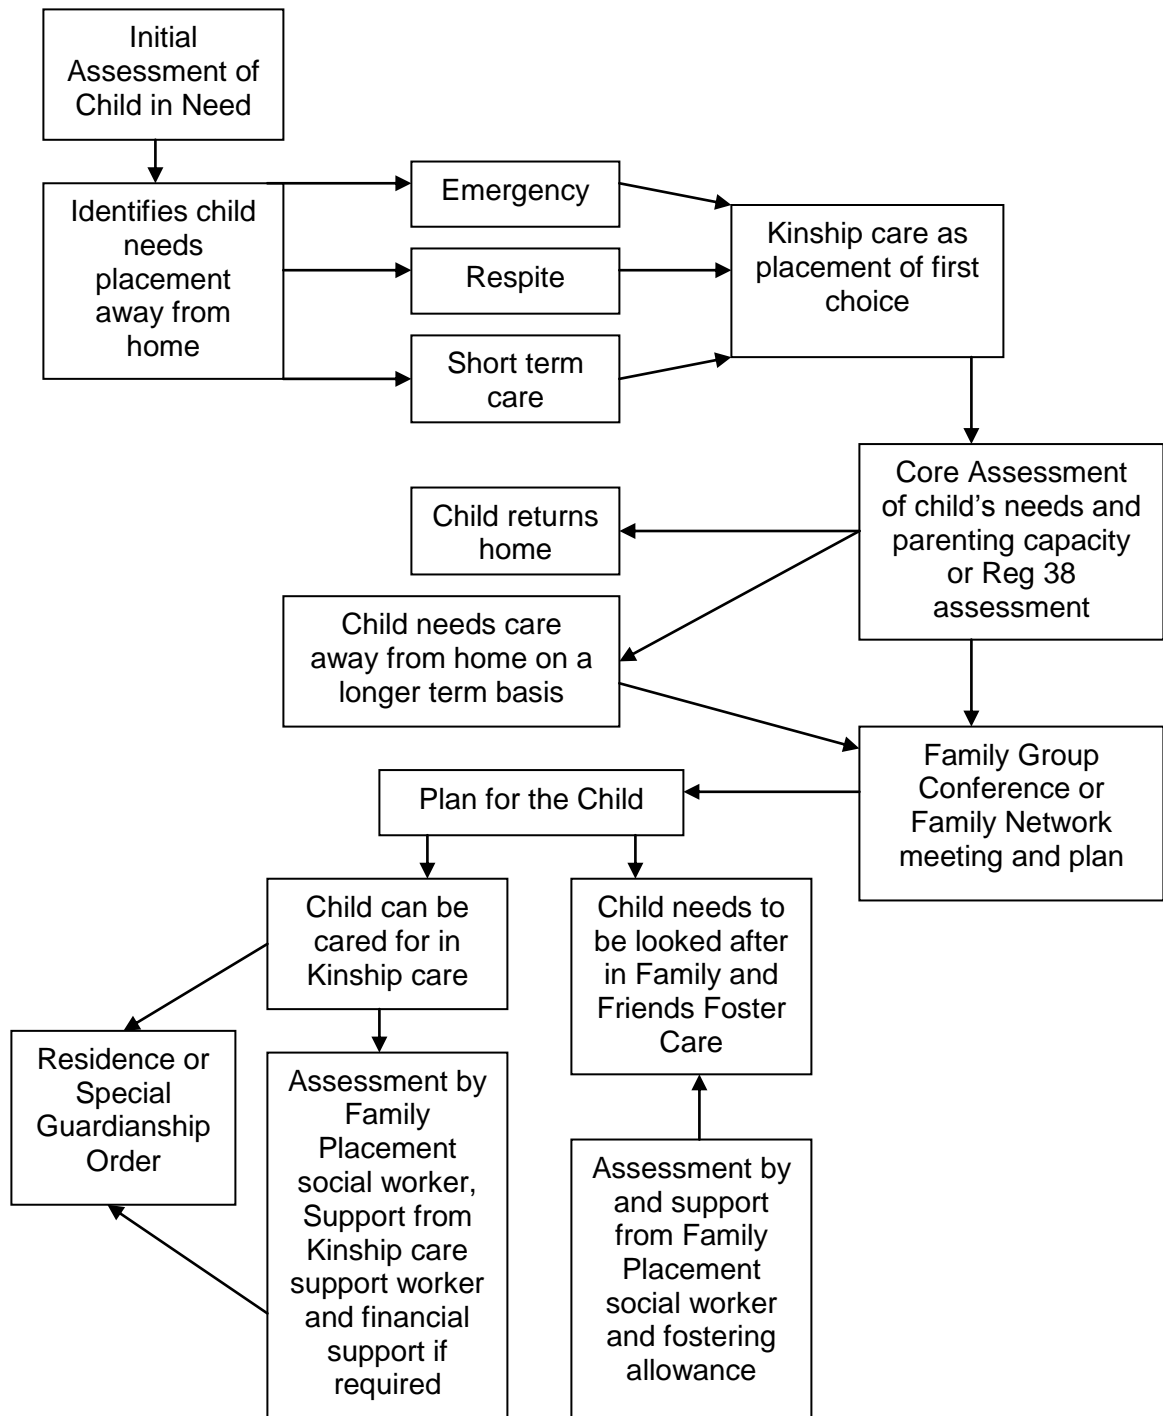 Initial
Assessment of
Child in Need
Identifies child
needs
placement
away from
home
Emergency
Respite
Short term
care
Kinship care as
placement of first
choice
Core Assessment
of child’s needs and
parenting capacity
or Reg 38
assessment
Child returns
home
Child needs care
away from home on a
longer term basis
Family Group
Conference or
Family Network
meeting and plan
Plan for the Child
Child can be
cared for in
Kinship care
Child needs to
be looked after
in Family and
Friends Foster
Care
Residence or
Special
Guardianship
Order
Assessment by
Family
Placement
social worker,
Support from
Kinship care
support worker
and financial
support if
required
Assessment by
and support
from Family
Placement
social worker
and fostering
allowance